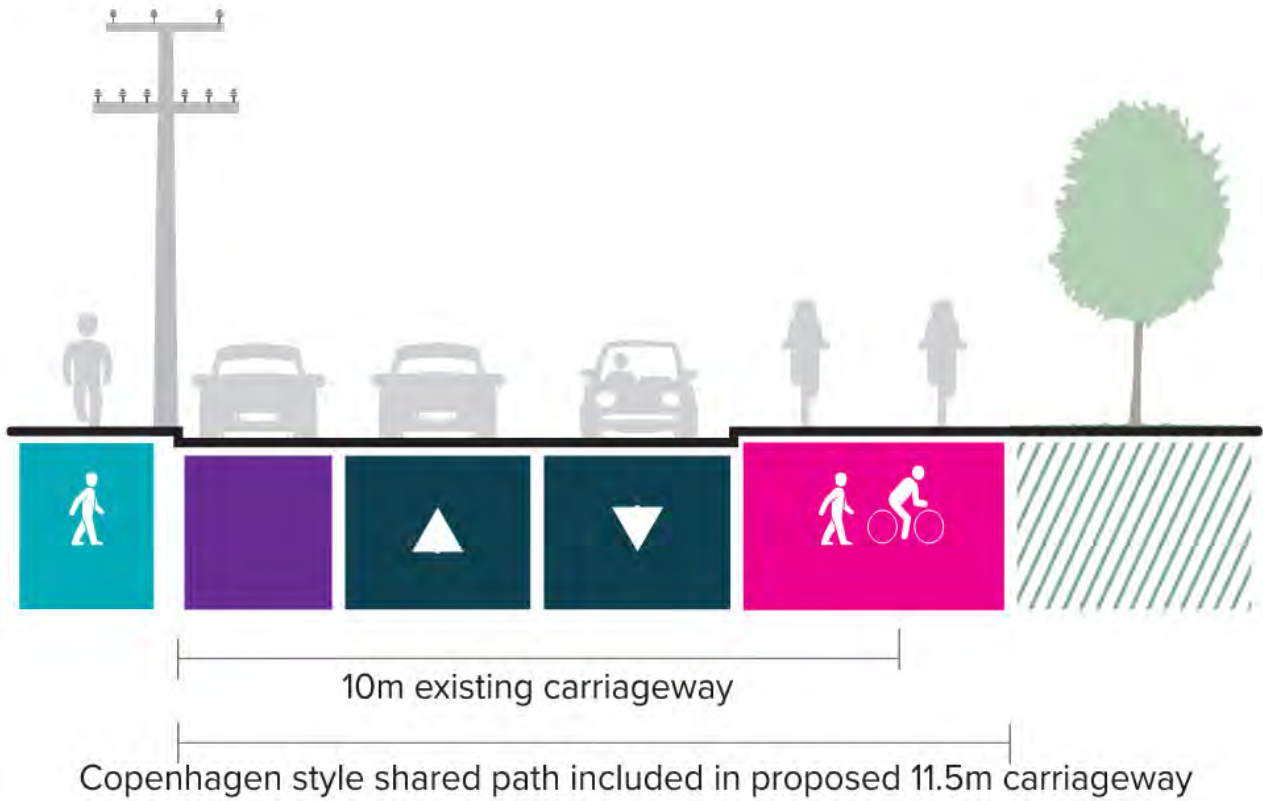 10m existing carriageway
Copenhagen style shared path included in proposed 11.5m carriageway